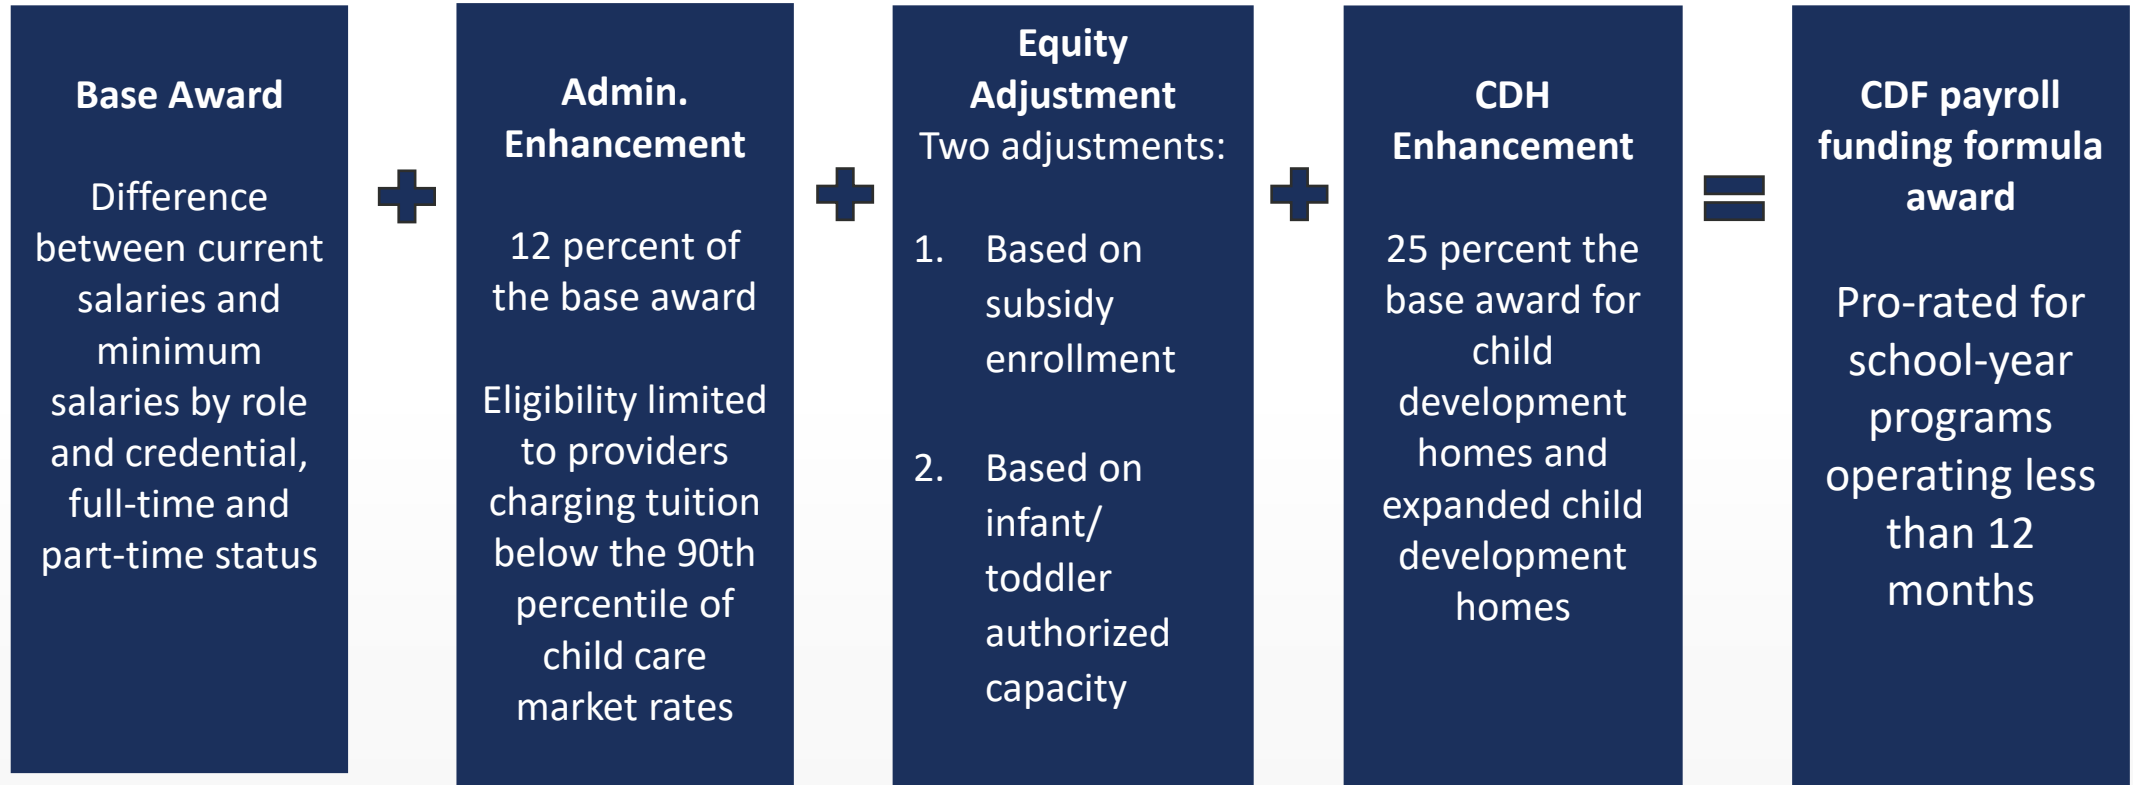 Base Award
Difference
between current
salaries and
minimum
salaries by role
and credential,
full-time and
part-time status
Admin.
Enhancement
12 percent of
the base award
Eligibility limited
to providers
charging tuition
below the 90th
percentile of
child care
market rates
Equity
Adjustment
Two adjustments:
1. Based on
subsidy
enrollment
2. Based on
infant/
toddler
authorized
capacity
CDH
Enhancement
25 percent the
base award for
child
development
homes and
expanded child
development
homes
CDF payroll
funding formula
award
Pro-rated for
school-year
programs
operating less
than 12
months